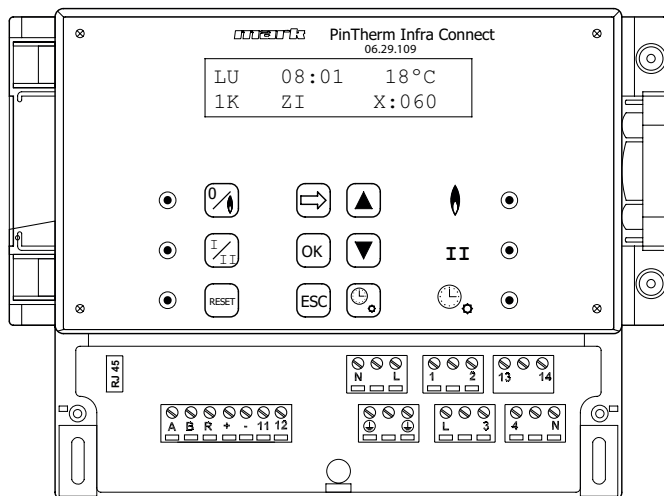 mark PinTherm Infra Connect
06.29.109
LU 08:01 18°C
1K ZI X:060
0/
I/II OK II
RESET ESC
RJ 45
N L 1 2 13 14
A B R + - 11 12 L 3 4 N